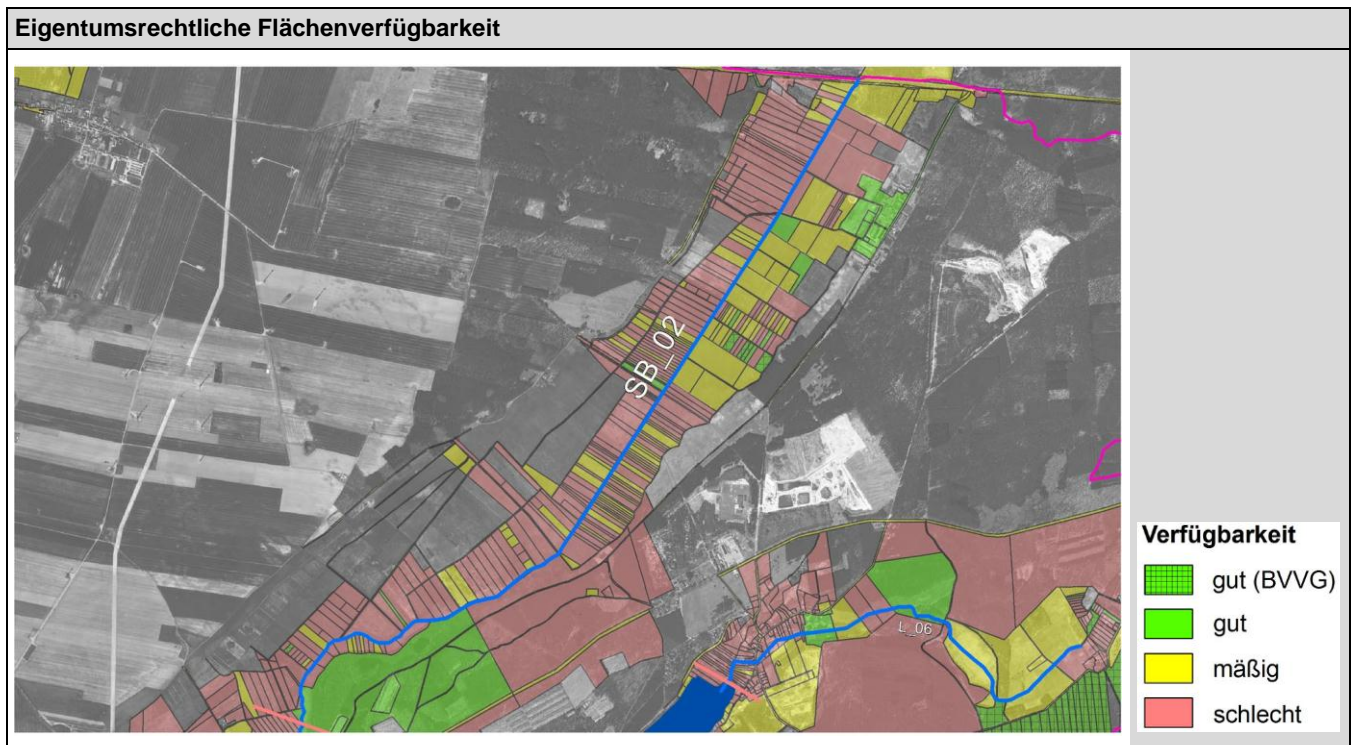 Eigentumsrechtliche Flächenverfügbarkeit
SB_02
L_06
Verfügbarkeit
gut (BVVG)
gut
mäßig
schlecht